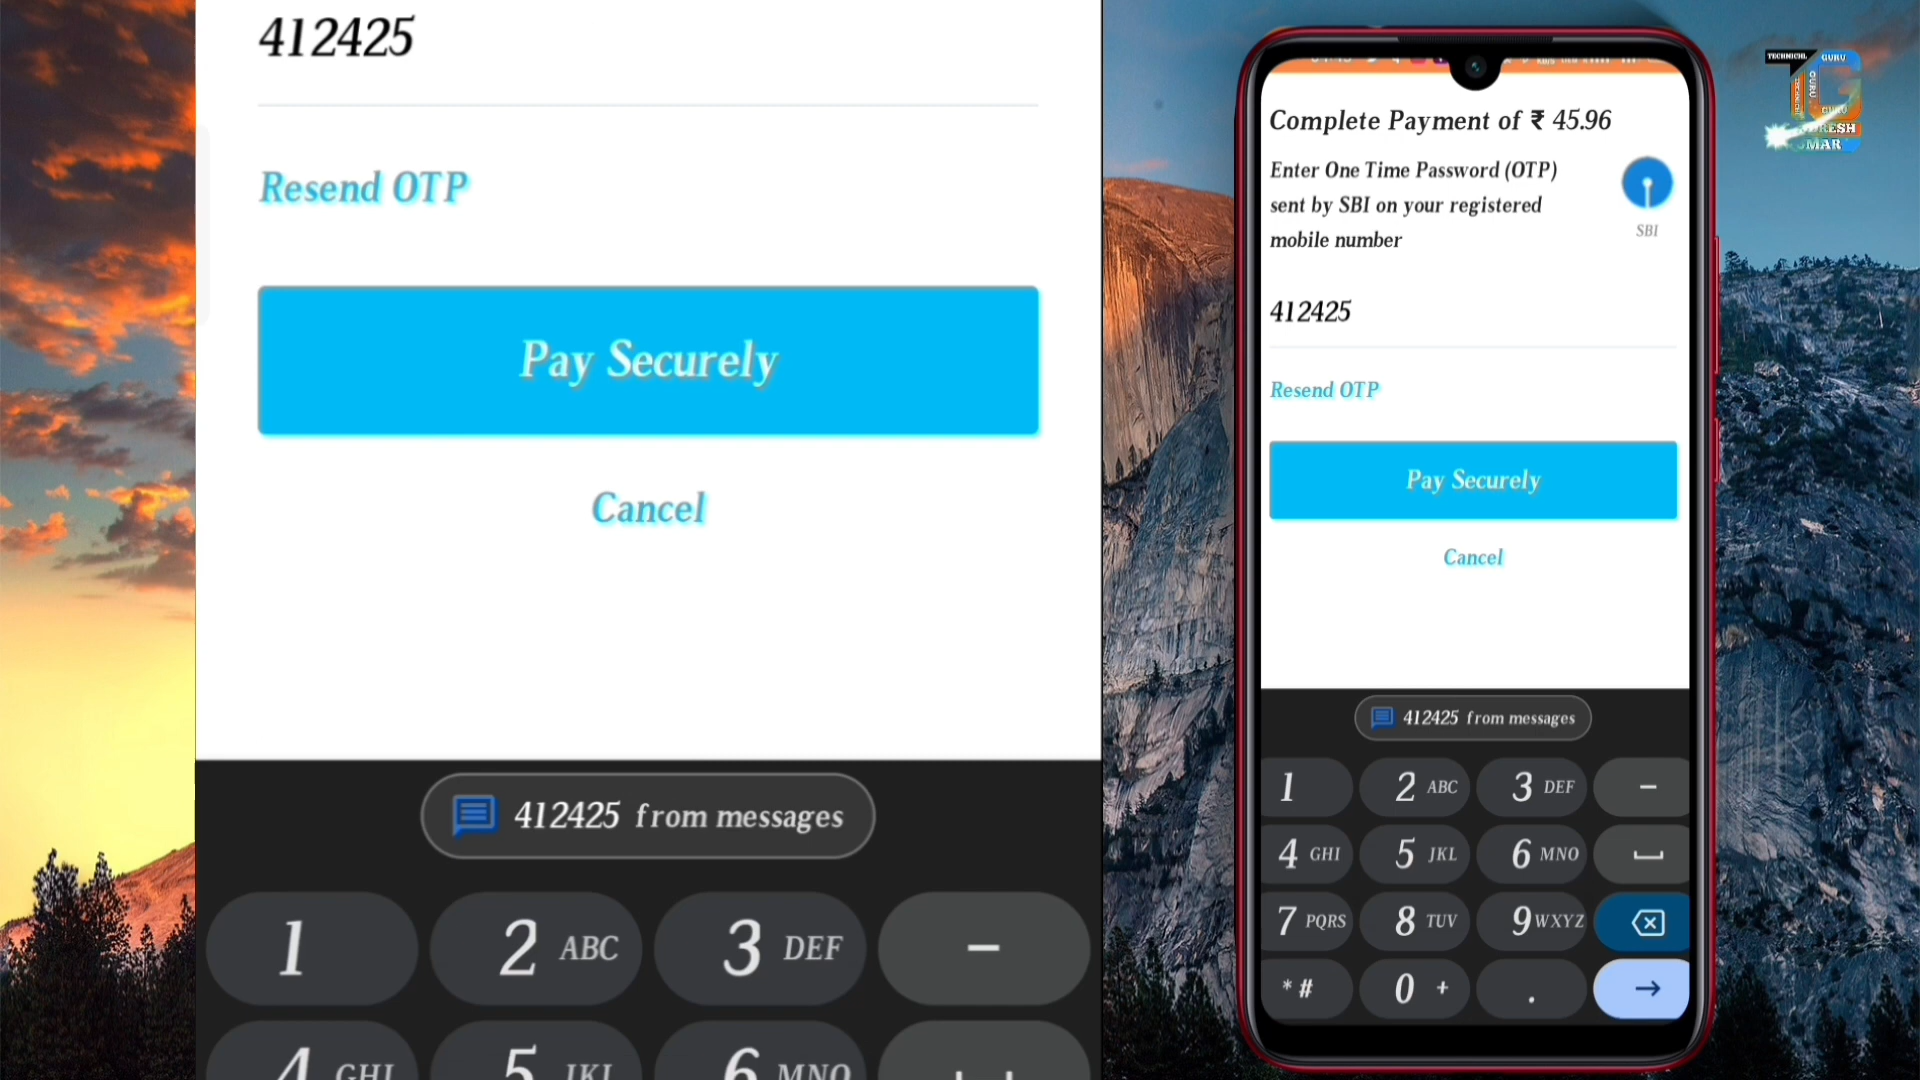 412425
Resend OTP
Pay Securely
Cancel
412425 from messages
1
2 ABC
3 DEF
-
4 GHI
5 JKL
6 MNO
Complete Payment of ₹ 45.96
Enter One Time Password (OTP)
sent by SBI on your registered
mobile number
SBI
412425
Resend OTP
Pay Securely
Cancel
412425 from messages
1
2 ABC
3 DEF
-
4 GHI
5 JKL
6 MNO
7 PQRS
8 TUV
9 WXYZ
* #
0 +
.
TECHNICAL GURU
GURU